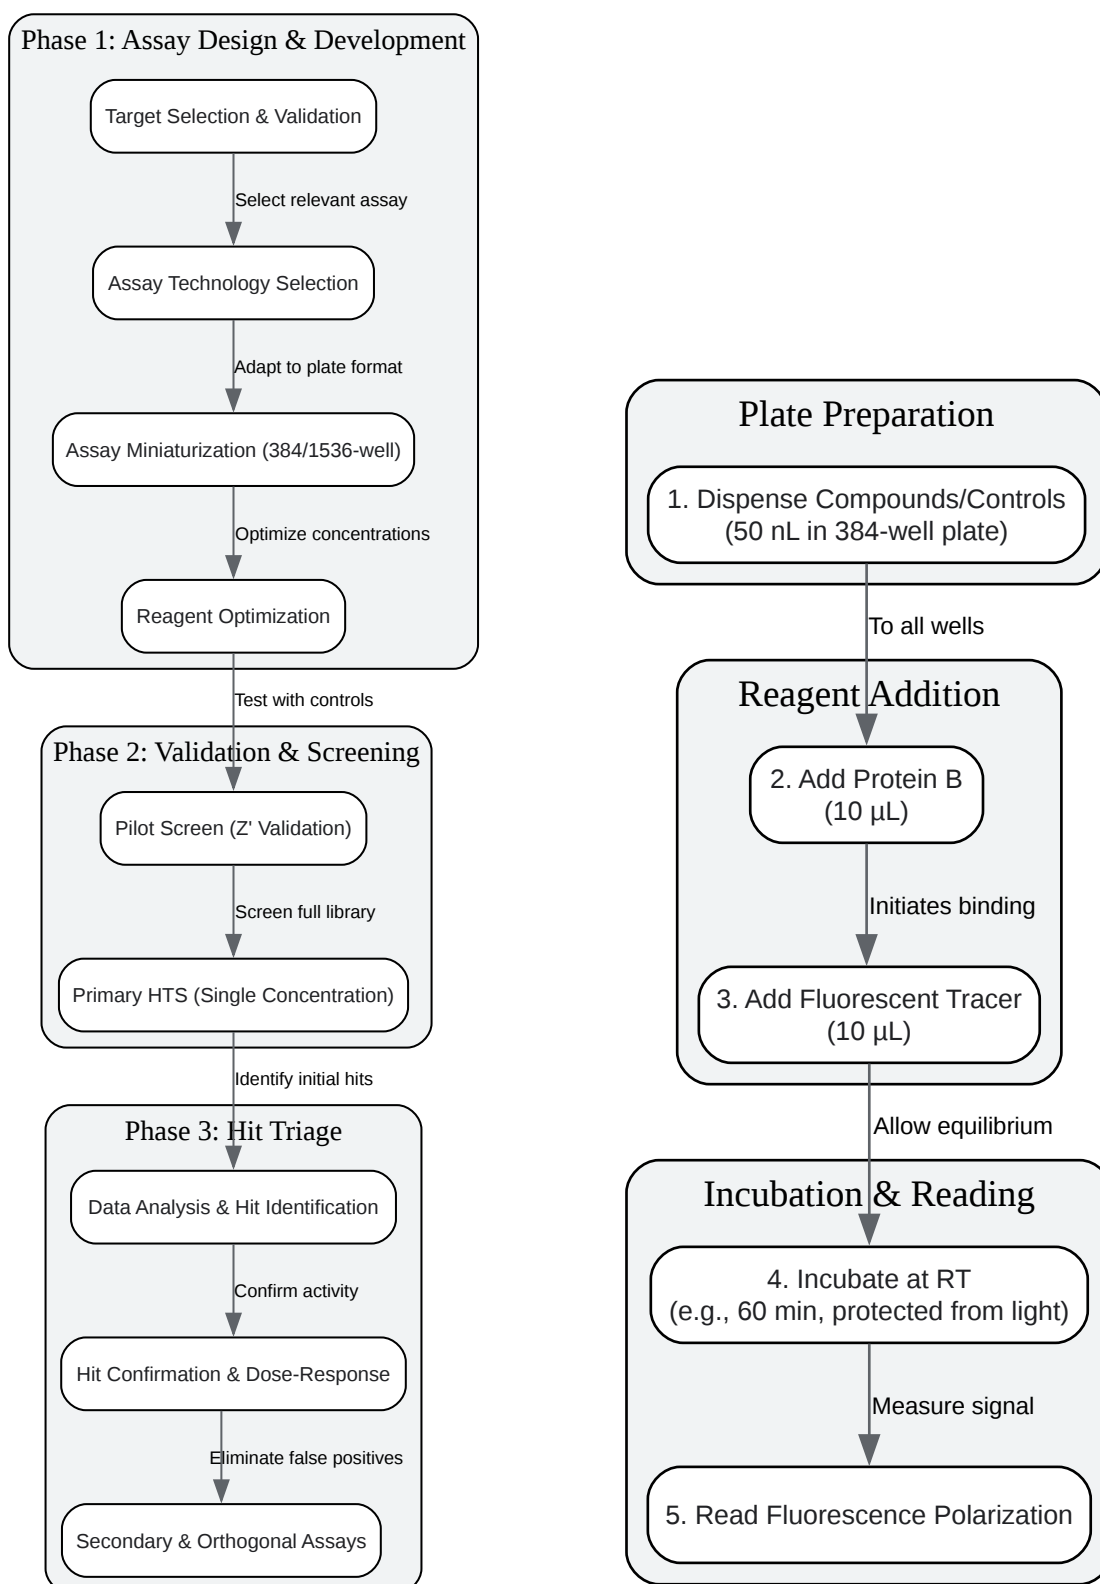 Phase 1: Assay Design & Development
Target Selection & Validation
Select relevant assay
Assay Technology Selection
Adapt to plate format
Assay Miniaturization (384/1536-well)
Optimize concentrations
Reagent Optimization
Test with controls
Phase 2: Validation & Screening
Pilot Screen (Z' Validation)
Screen full library
Primary HTS (Single Concentration)
Identify initial hits
Phase 3: Hit Triage
Data Analysis & Hit Identification
Confirm activity
Hit Confirmation & Dose-Response
Eliminate false positives
Secondary & Orthogonal Assays
Plate Preparation
1. Dispense Compounds/Controls
(50 nL in 384-well plate)
To all wells
Reagent Addition
2. Add Protein B
(10 µL)
Initiates binding
3. Add Fluorescent Tracer
(10 µL)
Allow equilibrium
Incubation & Reading
4. Incubate at RT
(e.g., 60 min, protected from light)
Measure signal
5. Read Fluorescence Polarization